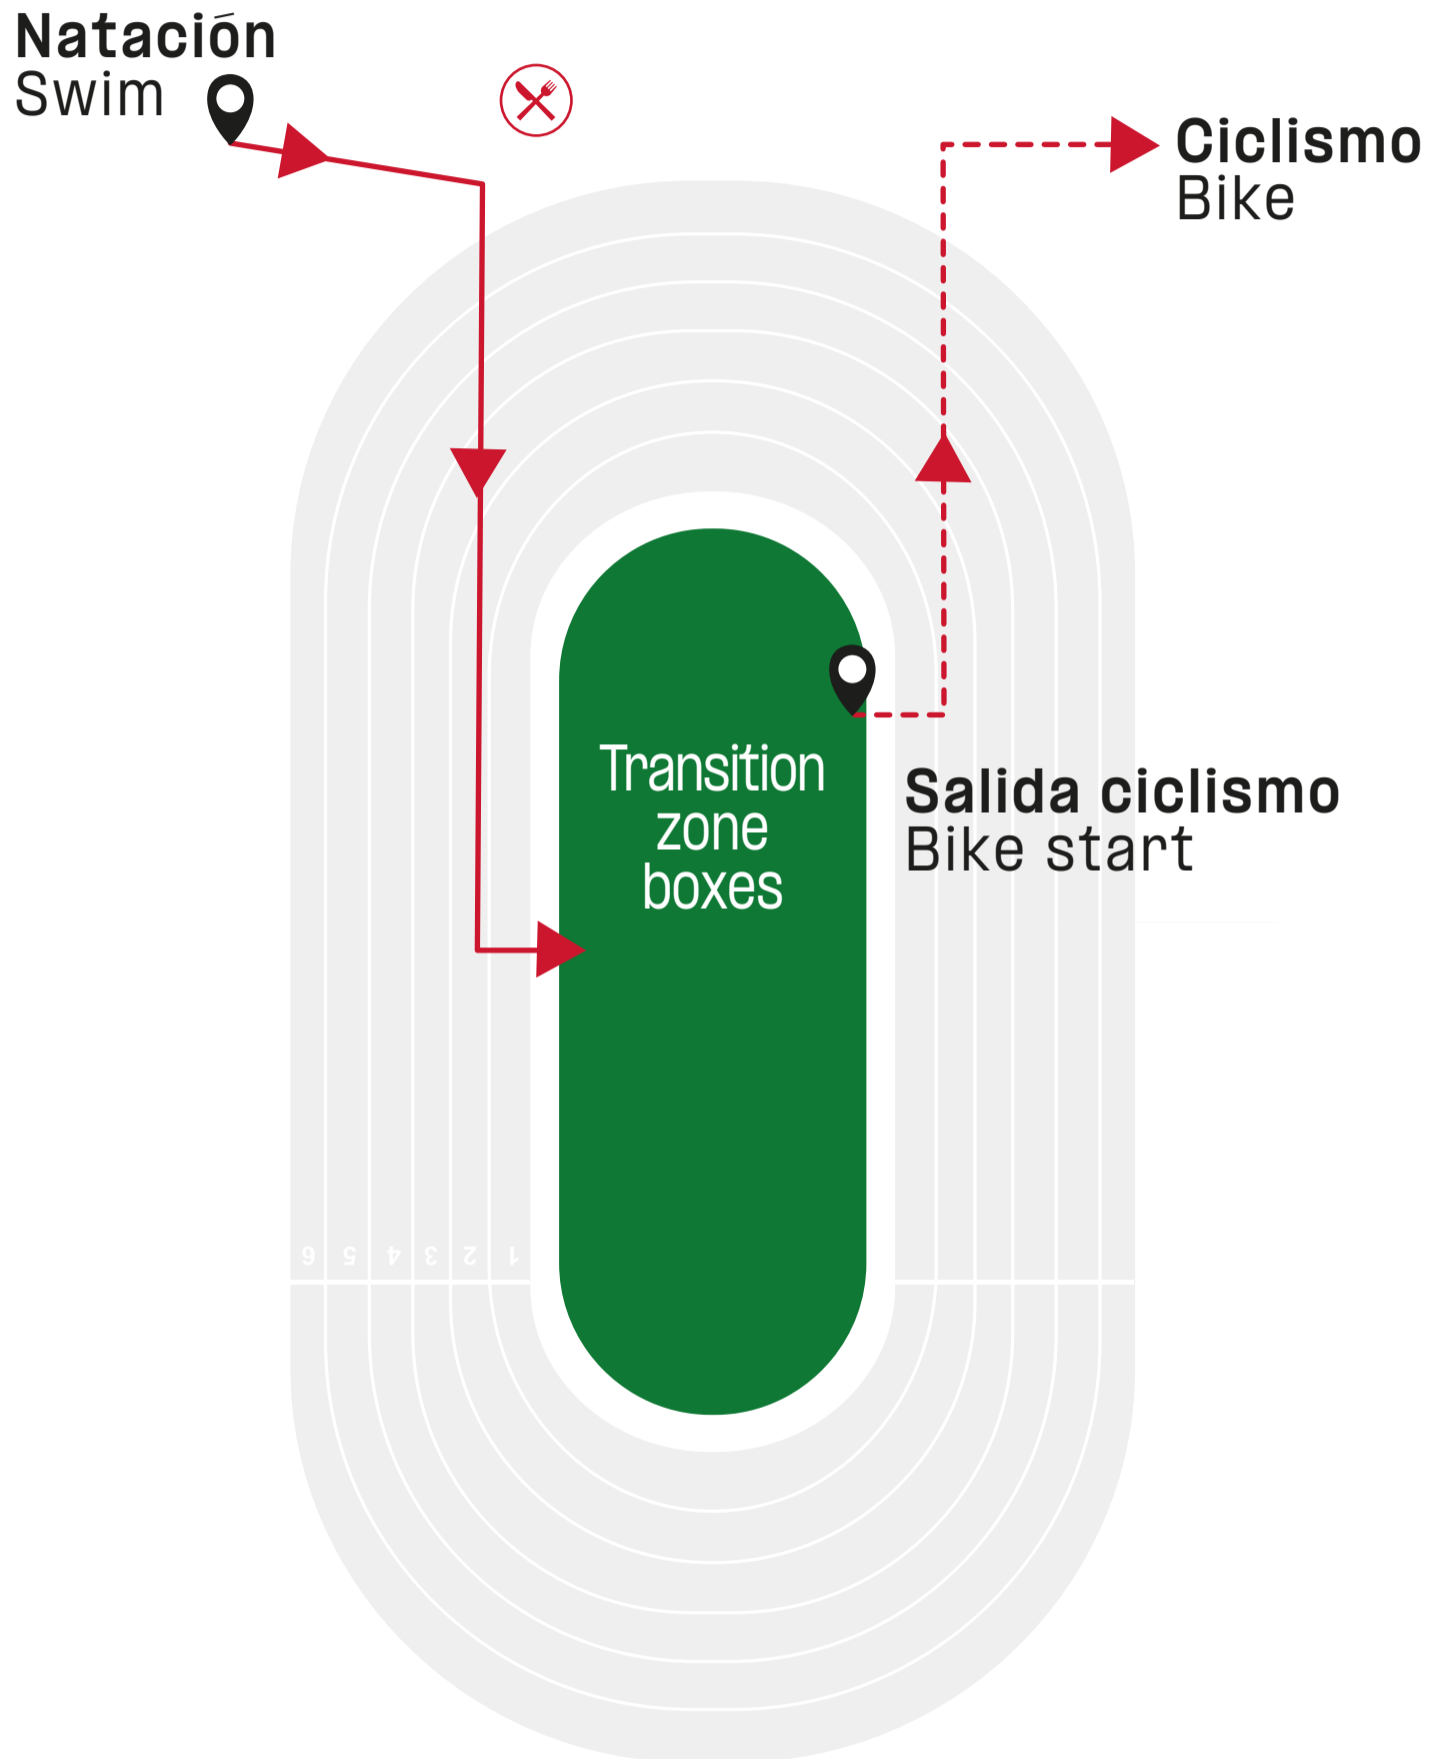 Natación
Swim
Ciclismo
Bike
Transition
zone
boxes
Salida ciclismo
Bike start
6 5 4 3 2 1